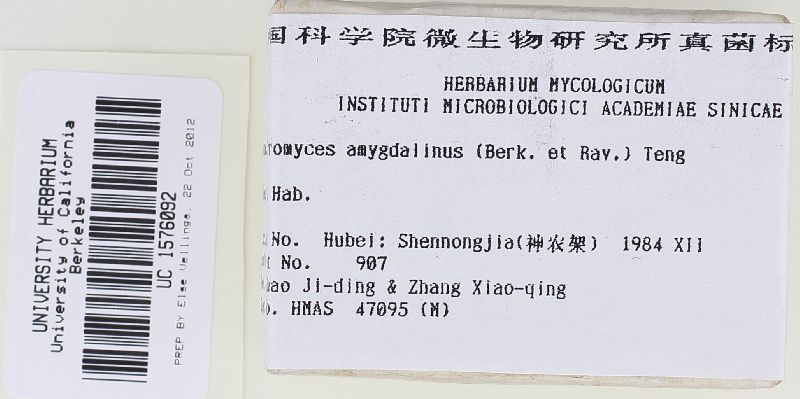 UNIVERSITY HERBARIUM
University of California
Berkeley
UC 1576092
PREP BY Else Vellinga, 22 Oct 2012
国科学院微生物研究所真菌标
HERBARIUM MYCOLOGICUM
INSTITUTI MICROBIOLOGICI ACADEMIAE SINICAE
romyces amygdalinus (Berk. et Rav.) Teng
Hab.
No. Hubei: Shennongjia(神农架) 1984 XII
No. 907
hao Ji-ding & Zhang Xiao-qing
o. HMAS 47095 (M)